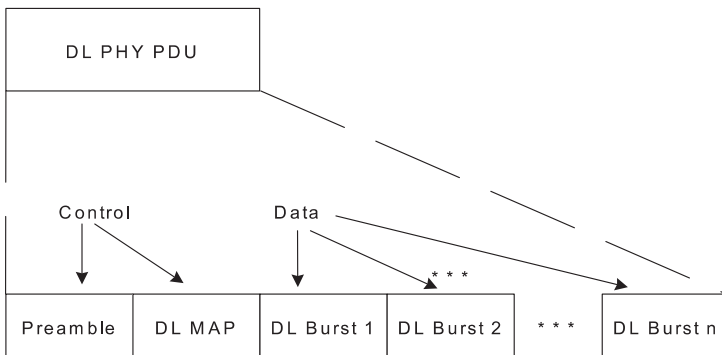 DL PHY PDU
Control Data
***
Preamble DL MAP DL Burst 1 DL Burst 2 *** DL Burst n